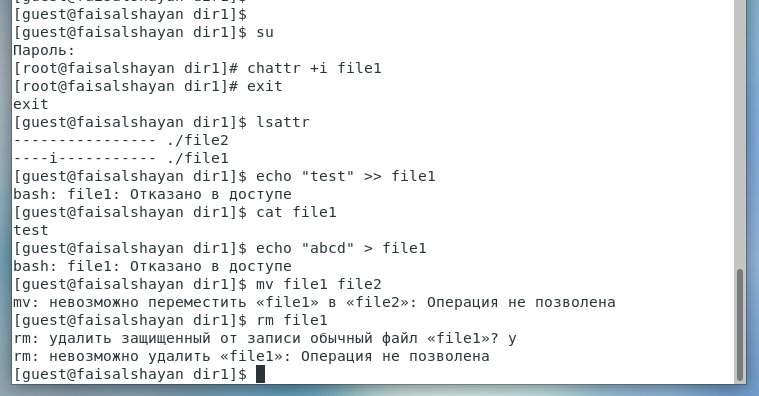 [guest@faisalshayan dir1]$
[guest@faisalshayan dir1]$ su
Пароль:
[root@faisalshayan dir1]# chattr +i file1
[root@faisalshayan dir1]# exit
exit
[guest@faisalshayan dir1]$ lsattr
---------------- ./file2
----i----------- ./file1
[guest@faisalshayan dir1]$ echo "test" >> file1
bash: file1: Отказано в доступе
[guest@faisalshayan dir1]$ cat file1
test
[guest@faisalshayan dir1]$ echo "abcd" > file1
bash: file1: Отказано в доступе
[guest@faisalshayan dir1]$ mv file1 file2
mv: невозможно переместить «file1» в «file2»: Операция не позволена
[guest@faisalshayan dir1]$ rm file1
rm: удалить защищенный от записи обычный файл «file1»? y
rm: невозможно удалить «file1»: Операция не позволена
[guest@faisalshayan dir1]$